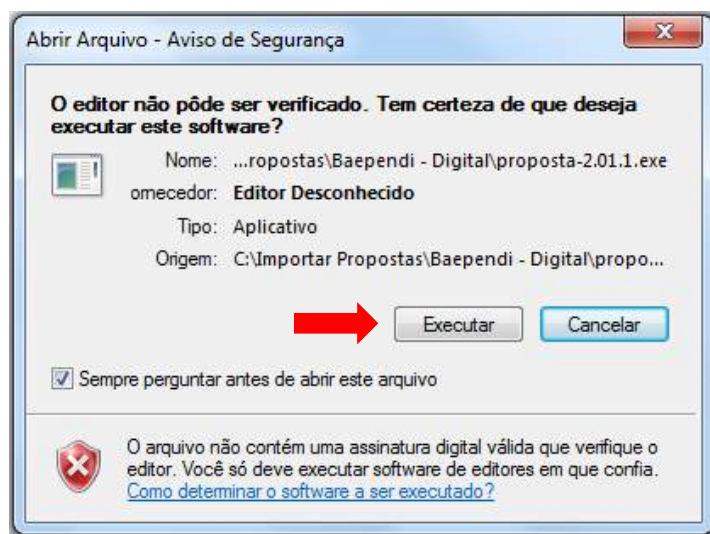 Abrir Arquivo - Aviso de Segurança
O editor não pôde ser verificado. Tem certeza de que deseja
executar este software?
Nome: ...ropostas\Baependi - Digital\proposta-2.01.1.exe
omecedor: Editor Desconhecido
Tipo: Aplicativo
Origem: C:\Importar Propostas\Baependi - Digital\propo...
Executar Cancelar
Sempre perguntar antes de abrir este arquivo
O arquivo não contém uma assinatura digital válida que verifique o
editor. Você só deve executar software de editores em que confia.
Como determinar o software a ser executado?